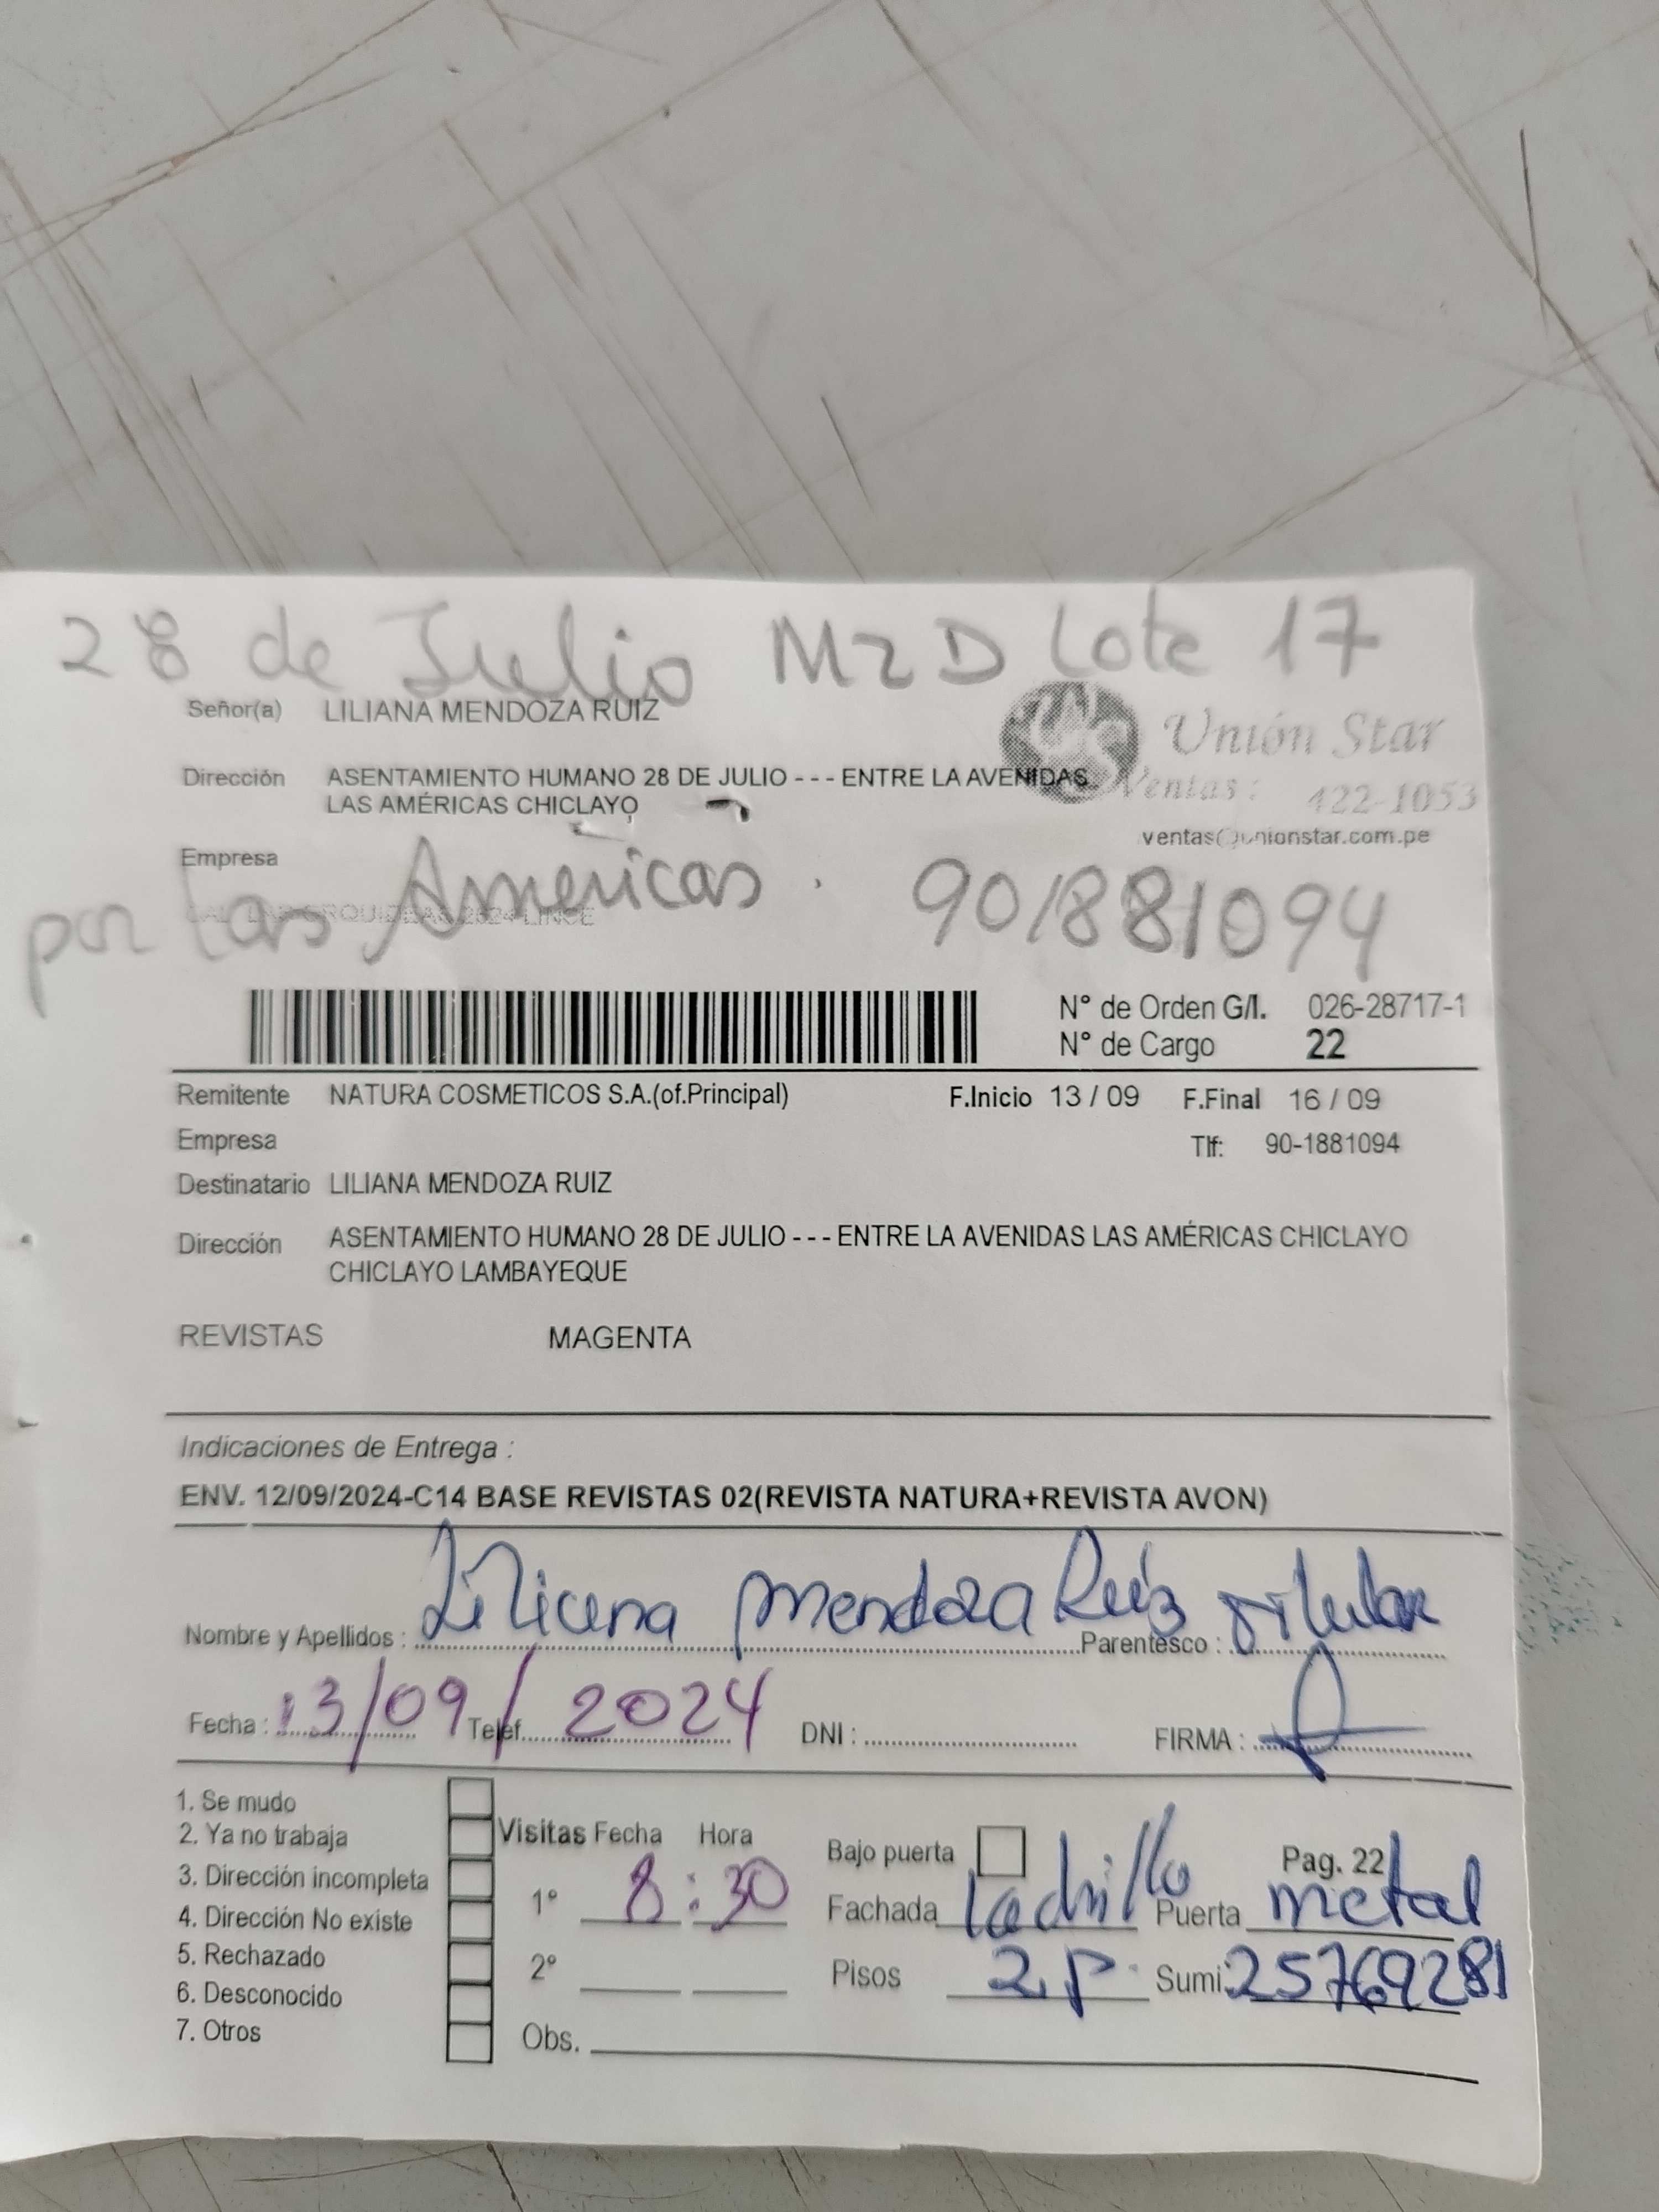 28 de Julio Mz D Lote 17
Señor(a) LILIANA MENDOZA RUIZ
Unión Star
Dirección ASENTAMIENTO HUMANO 28 DE JULIO - - - ENTRE LA AVENIDAS
LAS AMÉRICAS CHICLAYO
Ventas: 422-1053
ventas@unionstar.com.pe
Empresa
por las Américas. 901881094
N° de Orden G/I. 026-28717-1
N° de Cargo 22
Remitente NATURA COSMETICOS S.A.(of.Principal) F.Inicio 13 / 09 F.Final 16 / 09
Empresa Tlf: 90-1881094
Destinatario LILIANA MENDOZA RUIZ
Dirección ASENTAMIENTO HUMANO 28 DE JULIO - - - ENTRE LA AVENIDAS LAS AMÉRICAS CHICLAYO
CHICLAYO LAMBAYEQUE
REVISTAS MAGENTA
Indicaciones de Entrega :
ENV. 12/09/2024-C14 BASE REVISTAS 02(REVISTA NATURA+REVISTA AVON)
Nombre y Apellidos : Liliana Mendoza Ruiz Parentesco : titular
Fecha : 13/09/2024 Telef. DNI : FIRMA :
1. Se mudo
2. Ya no trabaja
3. Dirección incompleta
4. Dirección No existe
5. Rechazado
6. Desconocido
7. Otros
Visitas Fecha Hora
1° 8:30
2°
Obs.
Bajo puerta Pag. 22
Fachada ladrillo Puerta metal
Pisos 2 P. Sumi: 25769281